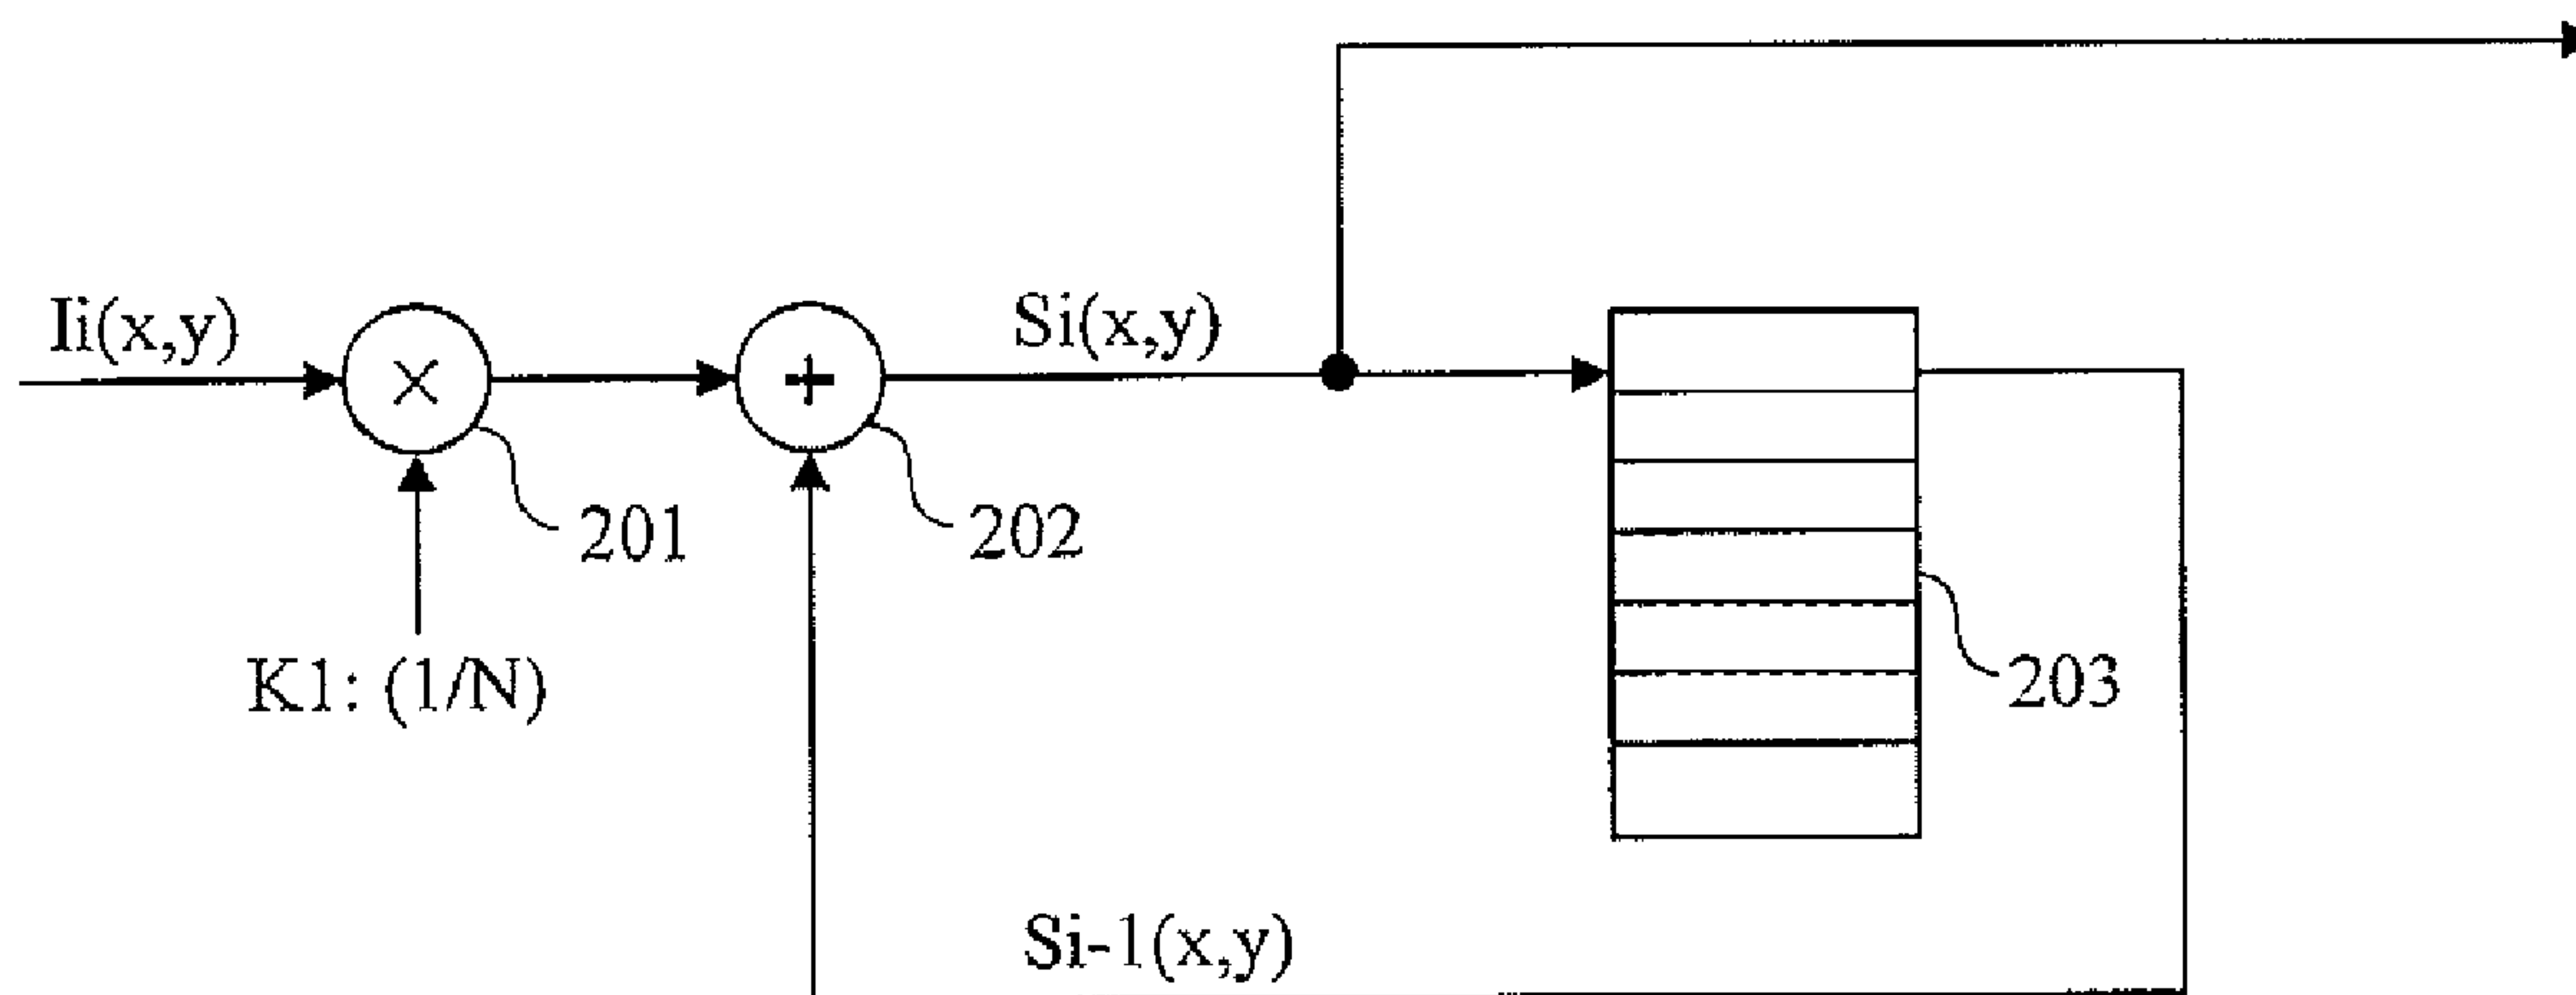 Ii(x,y)
×
+
Si(x,y)
201
202
K1: (1/N)
203
Si-1(x,y)